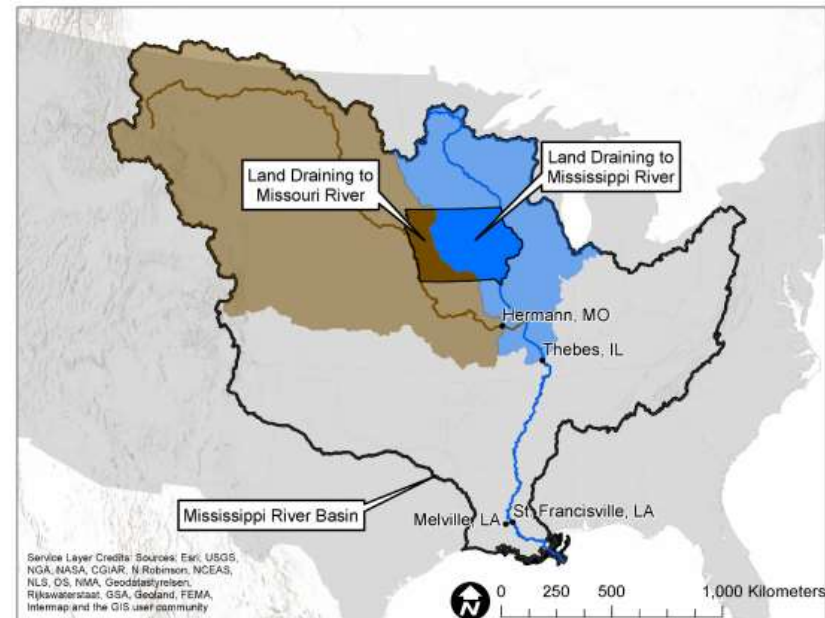 Land Draining to
Missouri River
Land Draining to
Mississippi River
Hermann, MO
Thebes, IL
Mississippi River Basin
Melville, LA
St. Francisville, LA
Service Layer Credits: Sources: Esri, USGS,
NGA, NASA, CGIAR, N Robinson, NCEAS,
NLS, OS, NMA, Geodatastyrelsen,
Rijkswaterstaat, GSA, Geoland, FEMA,
Intermap and the GIS user community
N
0 250 500 1,000 Kilometers